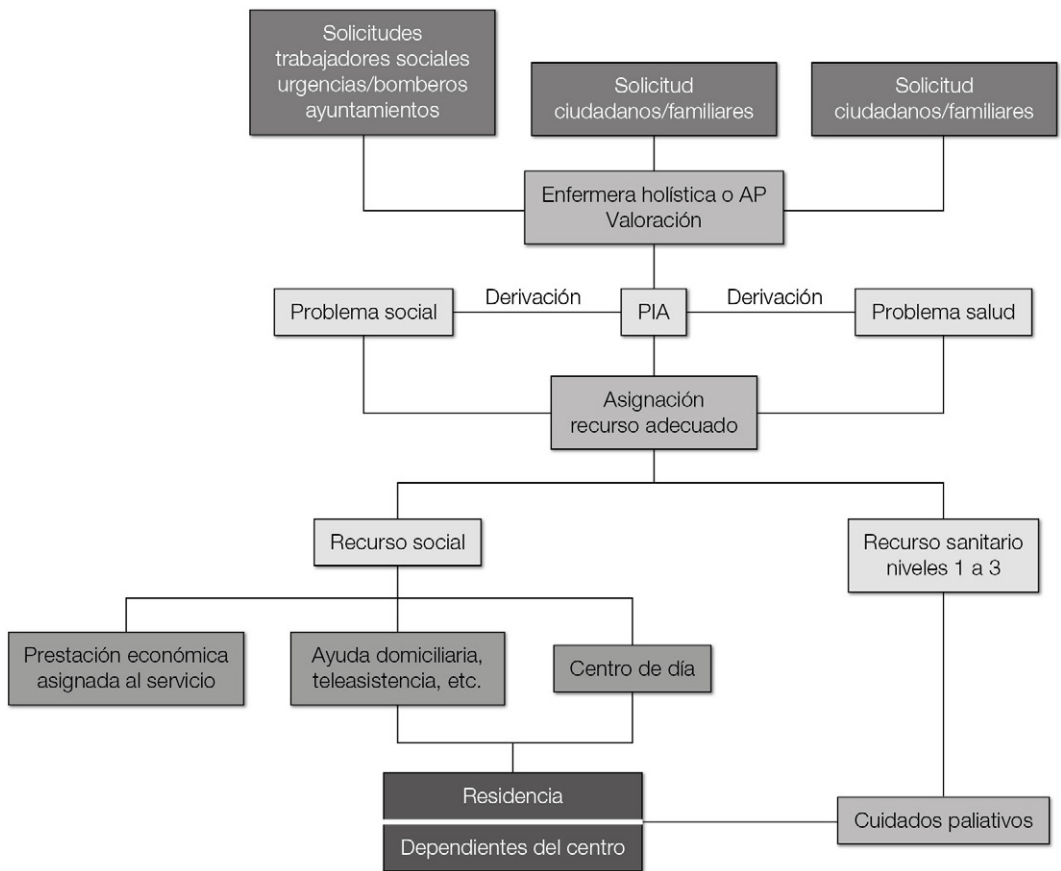 Solicitudes
trabajadores sociales
urgencias/bomberos
ayuntamientos
Solicitud
ciudadanos/familiares
Solicitud
ciudadanos/familiares
Enfermera holística o AP
Valoración
Problema social
Derivación
PIA
Derivación
Problema salud
Asignación
recurso adecuado
Recurso social
Recurso sanitario
niveles 1 a 3
Prestación económica
asignada al servicio
Ayuda domiciliaria,
teleasistencia, etc.
Centro de día
Residencia
Dependientes del centro
Cuidados paliativos